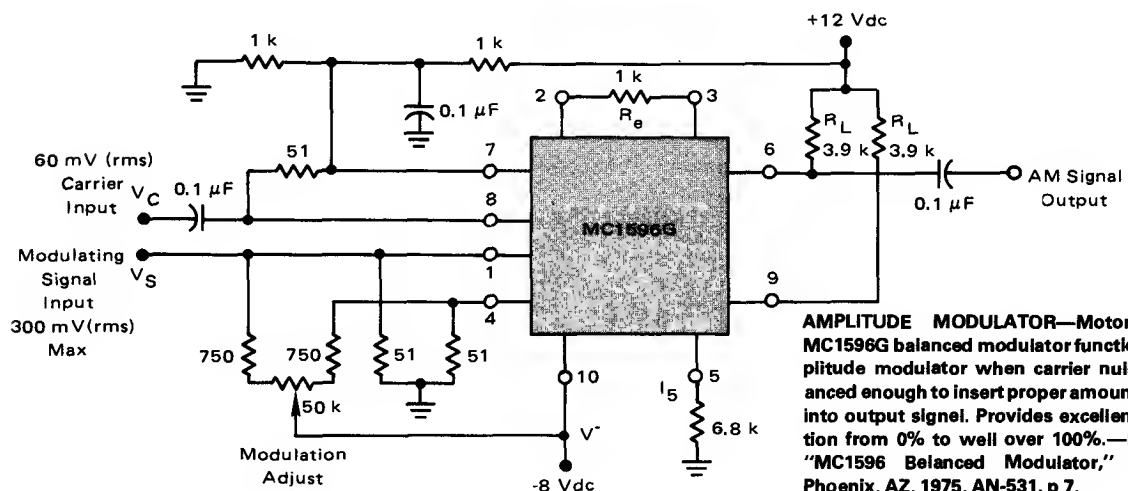 +12 Vdc
1 k
1 k
1 k
2
3
R_e
0.1 µF
R_L
3.9 k
R_L
3.9 k
60 mV (rms)
Carrier
Input
V_C
0.1 µF
51
7
8
6
AM Signal
Output
0.1 µF
MC1596G
Modulating
Signal
Input
300 mV(rms)
Max
V_S
1
4
9
750
750
51
51
50 k
Modulation
Adjust
10
V-
-8 Vdc
I_5
5
6.8 k
AMPLITUDE MODULATOR—Motor
MC1596G balanced modulator functi
plitude modulator when carrier nul
anced enough to insert proper amoun
into output signel. Provides excellen
tion from 0% to well over 100%.—
"MC1596 Belanced Modulator,"
Phoenix, AZ, 1975, AN-531, p 7.